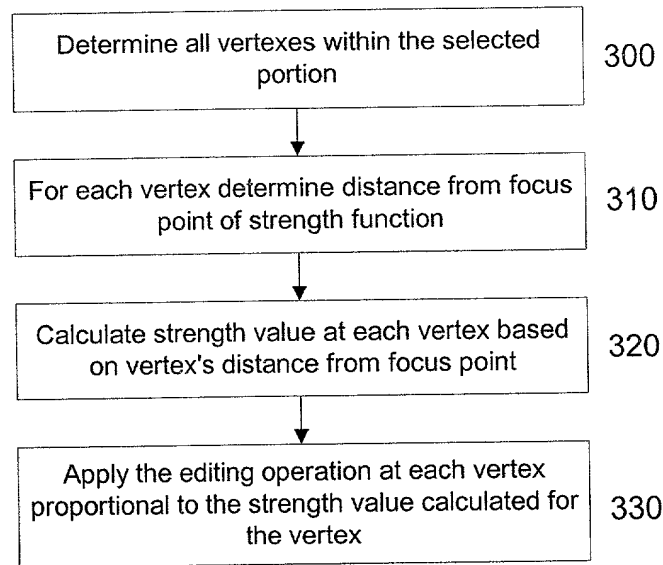 Determine all vertexes within the selected
portion
300
For each vertex determine distance from focus
point of strength function
310
Calculate strength value at each vertex based
on vertex's distance from focus point
320
Apply the editing operation at each vertex
proportional to the strength value calculated for
the vertex
330